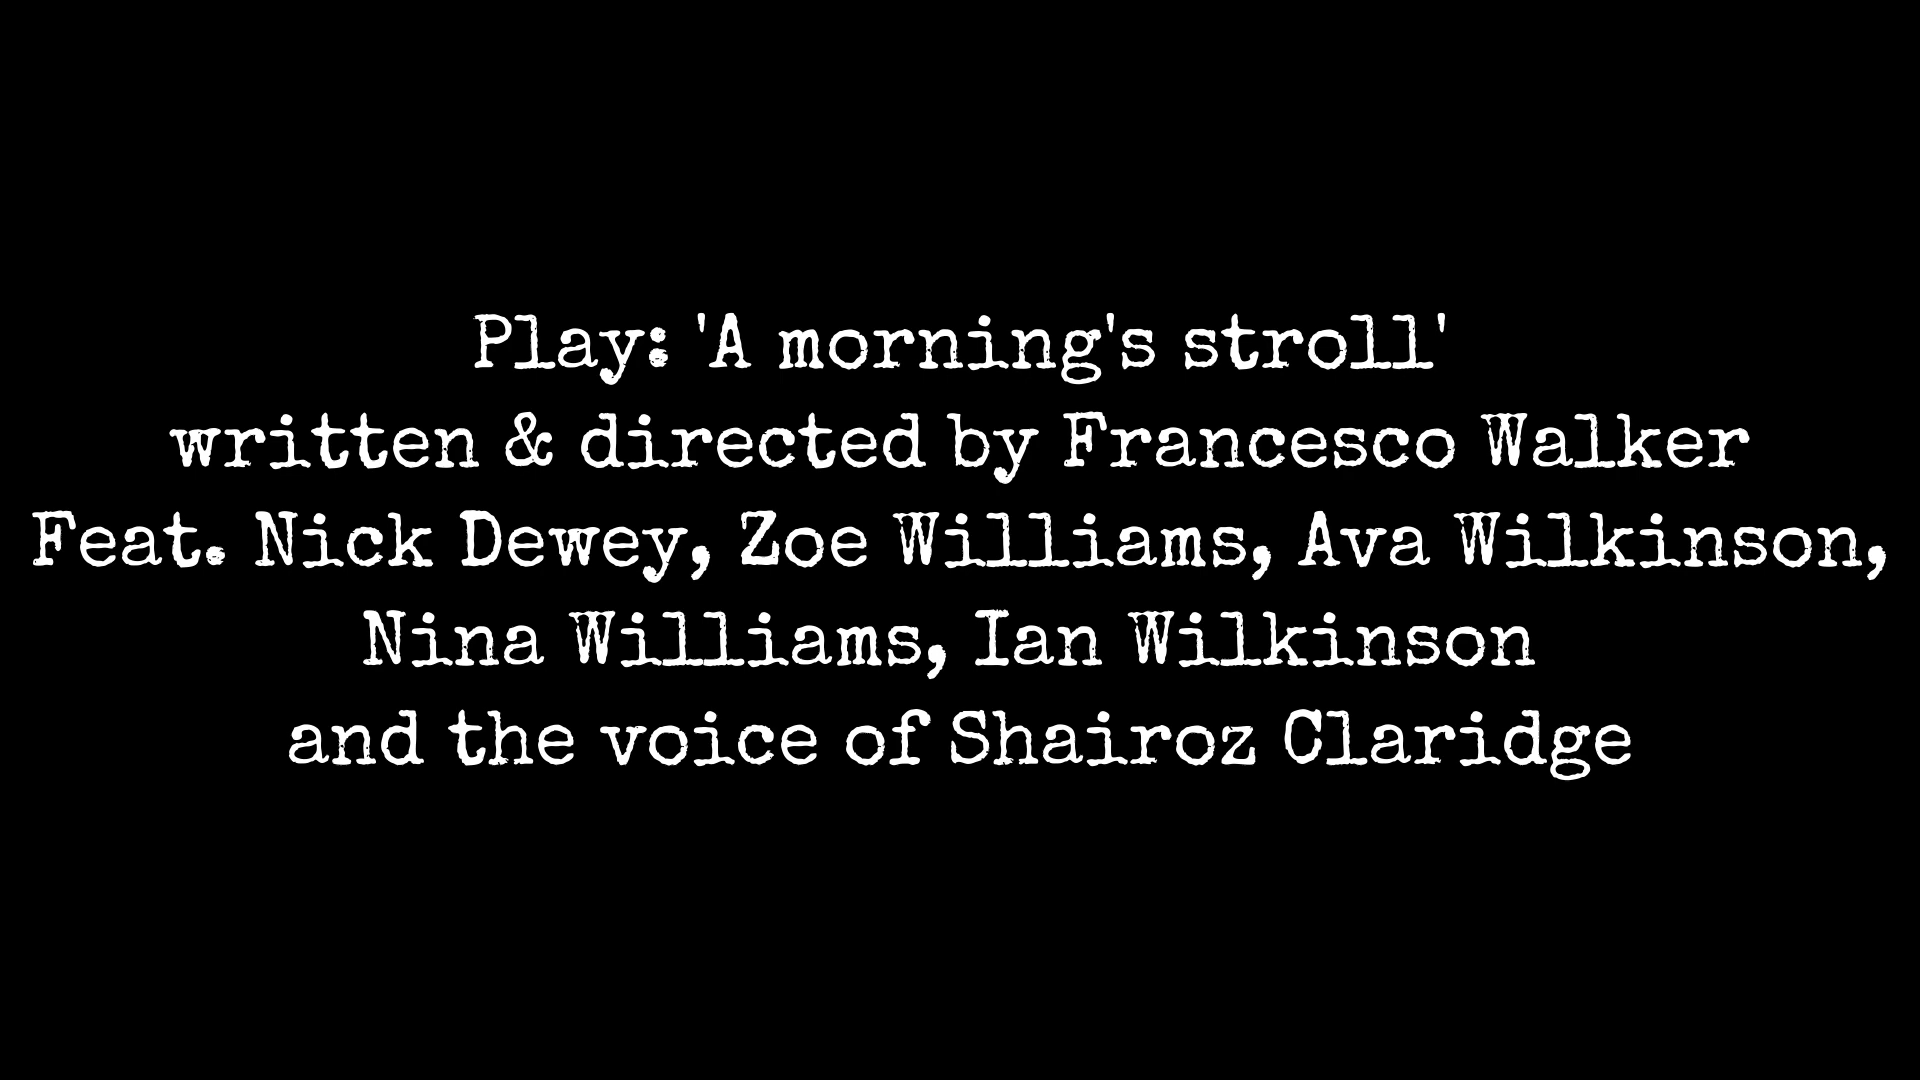 Play: 'A morning's stroll'
written & directed by Francesco Walker
Feat. Nick Dewey, Zoe Williams, Ava Wilkinson,
Nina Williams, Ian Wilkinson
and the voice of Shairoz Claridge